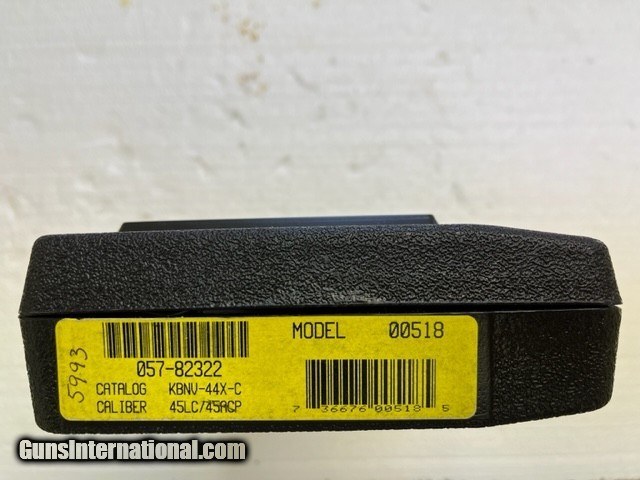 5993
057-82322
CATALOG KBNV-44X-C
CALIBER 45LC/45ACP
MODEL 00518
7 36676 00518 5
GunsInternational.com